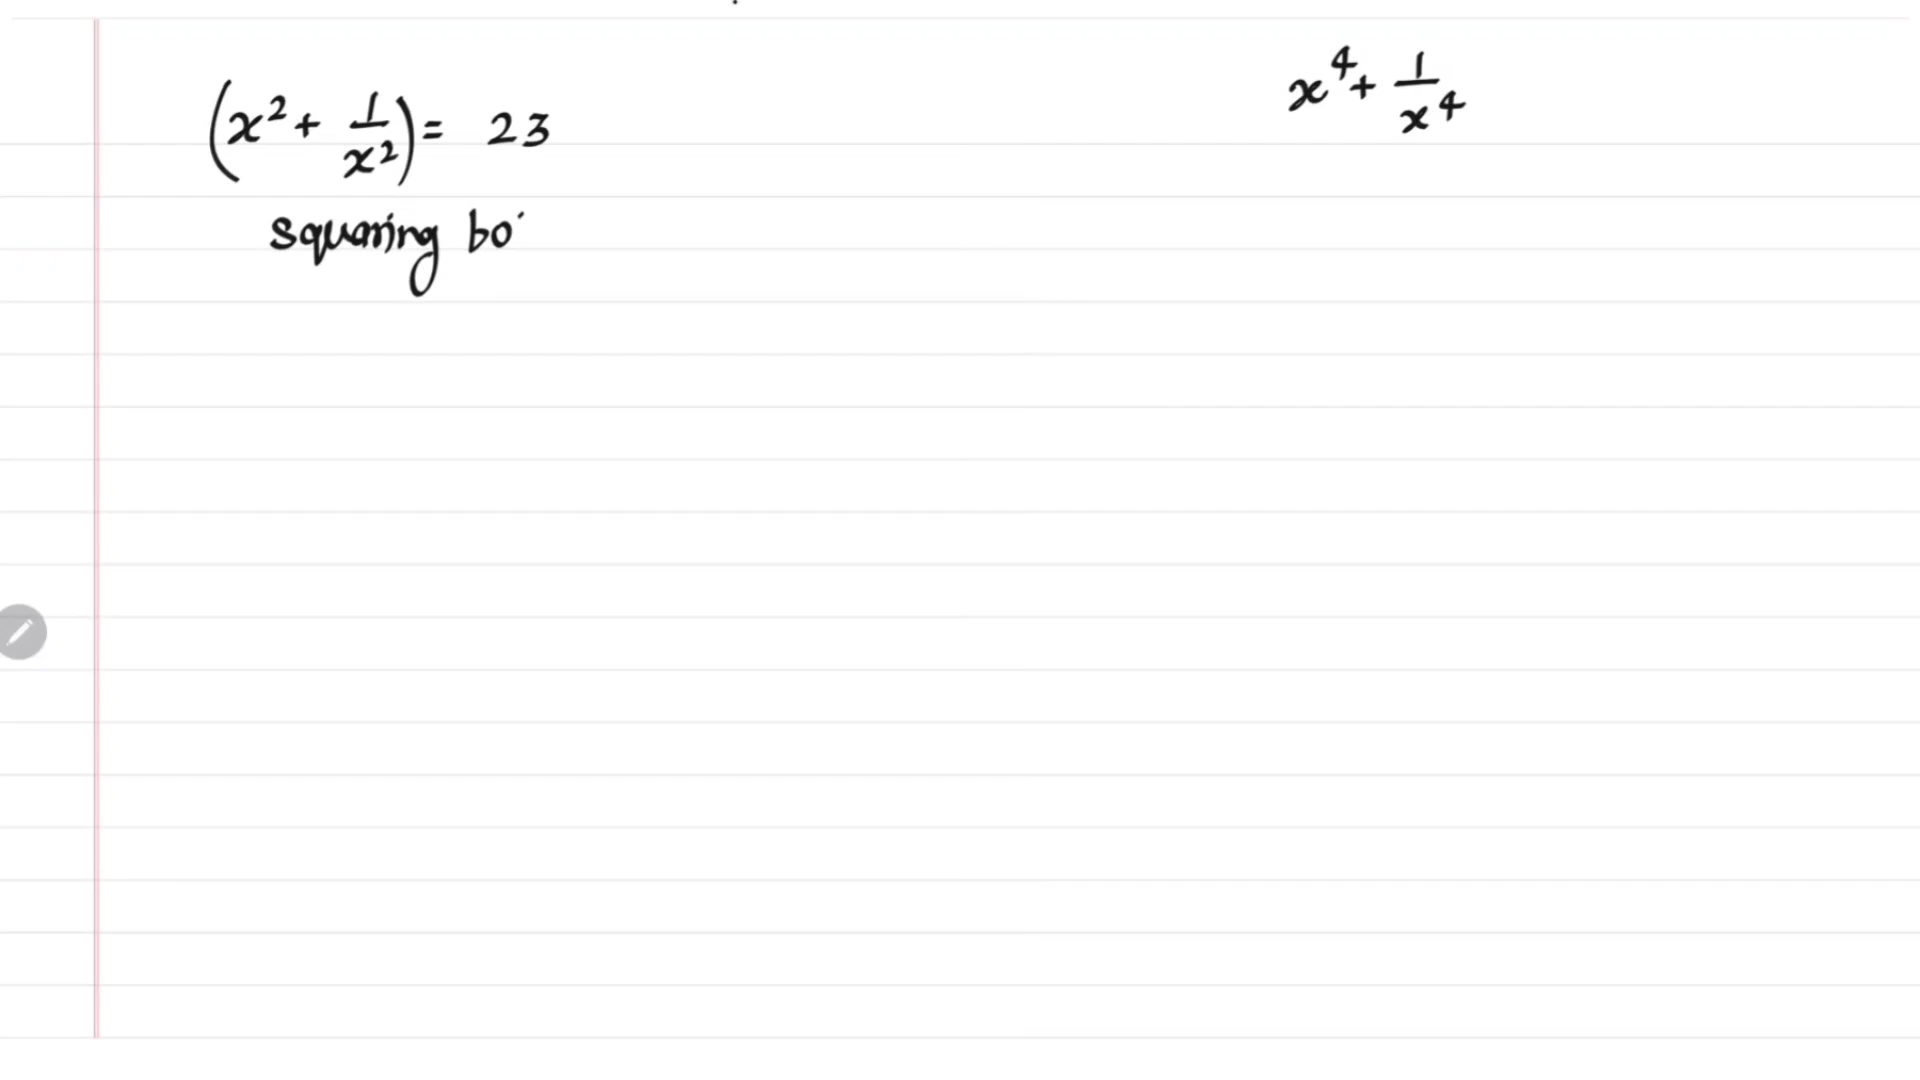 (x² + 1/x²) = 23
x⁴ + 1/x⁴
squaring bo